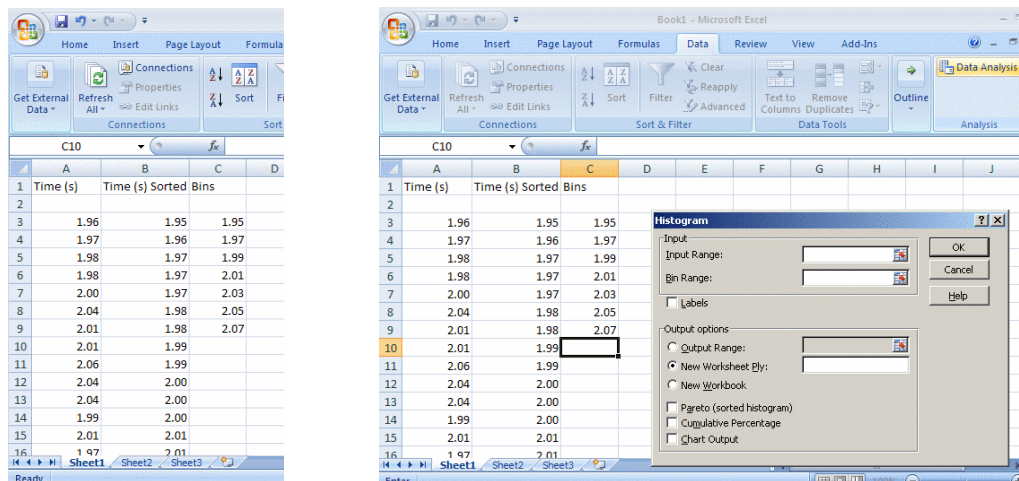 Home Insert Page Layout Formula
Get External Data
Refresh All
Connections
Properties
Edit Links
Sort
Connections
Sort
C10
fx
A B C D
1 Time (s) Time (s) Sorted Bins
2
3 1.96 1.95 1.95
4 1.97 1.96 1.97
5 1.98 1.97 1.99
6 1.98 1.97 2.01
7 2.00 1.97 2.03
8 2.04 1.98 2.05
9 2.01 1.98 2.07
10 2.01 1.99
11 2.06 1.99
12 2.04 2.00
13 2.04 2.00
14 1.99 2.00
15 2.01 2.01
16 1.97 2.01
Sheet1 Sheet2 Sheet3
Ready
Book1 - Microsoft Excel
Home Insert Page Layout Formulas Data Review View Add-Ins
Get External Data
Refresh All
Connections
Properties
Edit Links
Connections
Sort
Filter
Clear
Reapply
Advanced
Sort & Filter
Text to Columns
Remove Duplicates
Data Tools
Outline
Data Analysis
Analysis
C10
fx
A B C D E F G H I J
1 Time (s) Time (s) Sorted Bins
2
3 1.96 1.95 1.95
4 1.97 1.96 1.97
5 1.98 1.97 1.99
6 1.98 1.97 2.01
7 2.00 1.97 2.03
8 2.04 1.98 2.05
9 2.01 1.98 2.07
10 2.01 1.99
11 2.06 1.99
12 2.04 2.00
13 2.04 2.00
14 1.99 2.00
15 2.01 2.01
16 1.97 2.01
Sheet1 Sheet2 Sheet3
Histogram
Input
Input Range:
Bin Range:
Labels
Output options
Output Range:
New Worksheet Ply:
New Workbook
Pareto (sorted histogram)
Cumulative Percentage
Chart Output
OK
Cancel
Help